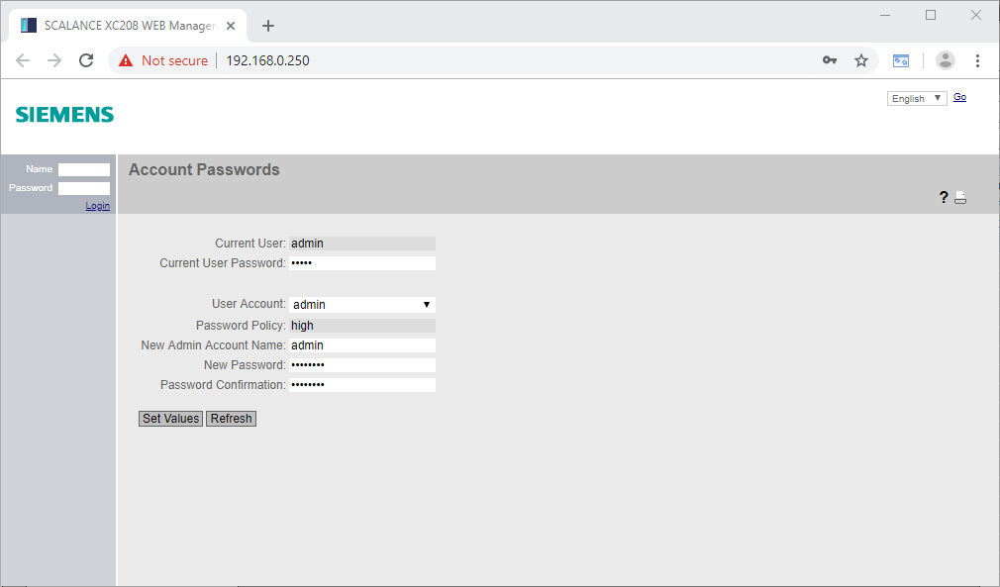 SCALANCE XC208 WEB Manage
Not secure 192.168.0.250
English Go
SIEMENS
Name
Password
Login
Account Passwords
?
Current User: admin
Current User Password: •••••
User Account: admin
Password Policy: high
New Admin Account Name: admin
New Password: ••••••••
Password Confirmation: ••••••••
Set Values Refresh